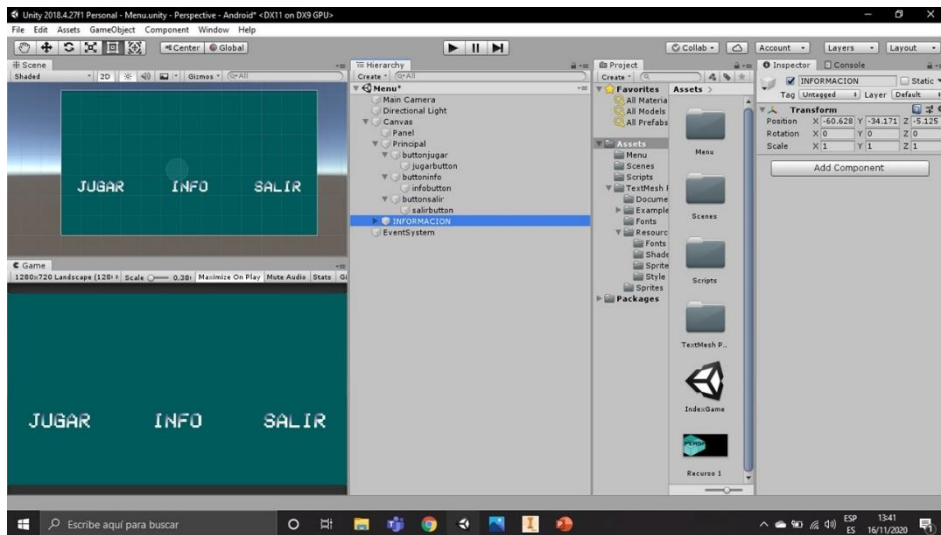 Unity 2018.4.27f1 Personal - Menu.unity - Perspective - Android* <DX11 on DX9 GPU>
File Edit Assets GameObject Component Window Help
Center Global
Collab Account Layers Layout
Scene
Shaded 2D Gizmos All
JUGAR INFO SALIR
Game
1280x720 Landscape (128 Scale 0.38 Maximize On Play Mute Audio Stats
JUGAR INFO SALIR
Hierarchy
Create All
Menu*
Main Camera
Directional Light
Canvas
Panel
Principal
buttonjugar
jugarbutton
buttoninfo
infobutton
buttonsalir
salirbutton
INFORMACION
EventSystem
Project
Create
Favorites
All Materia
All Models
All Prefabs
Assets
Menu
Scenes
Scripts
TextMesh
Docume
Example
Fonts
Resourc
Fonts
Shade
Sprite
Style
Sprites
Packages
Assets
Menu
Scenes
Scripts
TextMesh P..
IndexGame
Recurso 1
Inspector Console
INFORMACION Static
Tag Untagged Layer Default
Transform
Position X -60.628 Y -34.171 Z -5.125
Rotation X 0 Y 0 Z 0
Scale X 1 Y 1 Z 1
Add Component
Escribe aquí para buscar
ESP
ES
13:41
16/11/2020